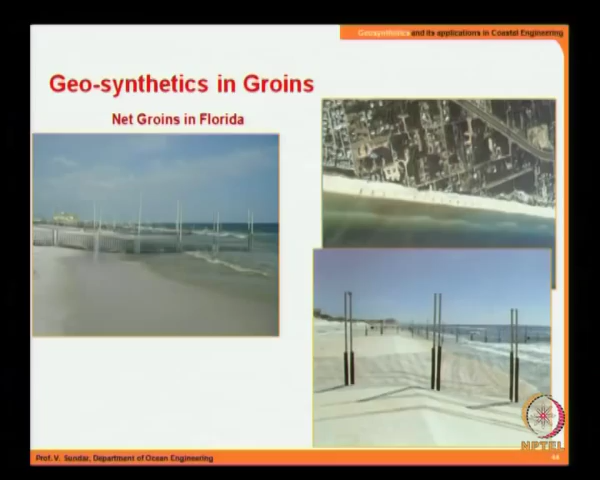 Geosynthetics and its applications in Coastal Engineering
Geo-synthetics in Groins
Net Groins in Florida
NPTEL
Prof. V. Sundar, Department of Ocean Engineering